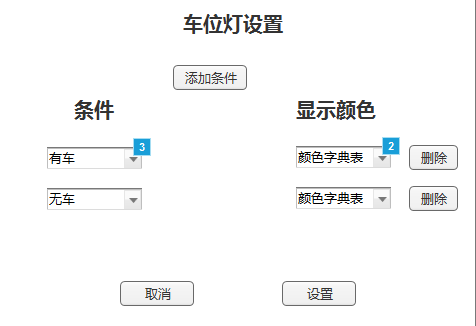 车位灯设置
添加条件
条件 显示颜色
有车 3 颜色字典表 2 删除
无车 颜色字典表 删除
取消 设置